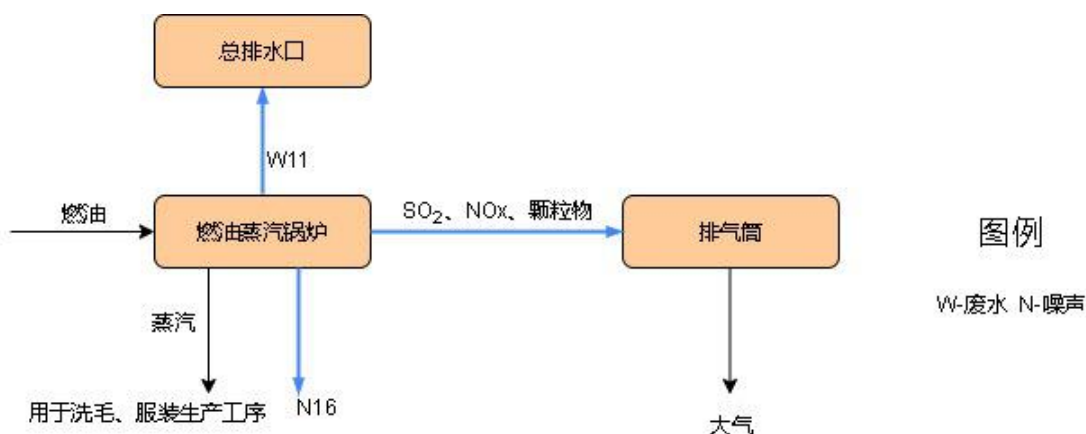 总排水口
W11
燃油
燃油蒸汽锅炉
SO₂、NOx、颗粒物
排气筒
图例
W-废水 N-噪声
蒸汽
用于洗毛、服装生产工序
N16
大气